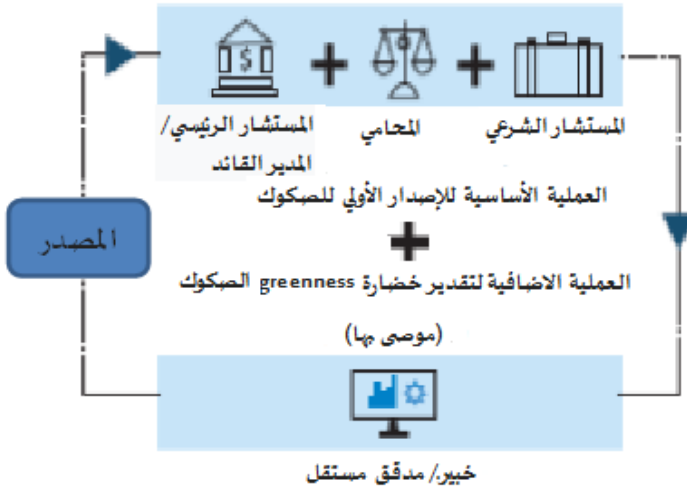 $
المستشار الشرعي
المحامي
المستشار الرئيسي/
المدير القائد
العملية الأساسية للإصدار الأولي للصكوك
المصدر
العملية الاضافية لتقدير خضارة greenness الصكوك
(موصى بها)
خبير/ مدقق مستقل